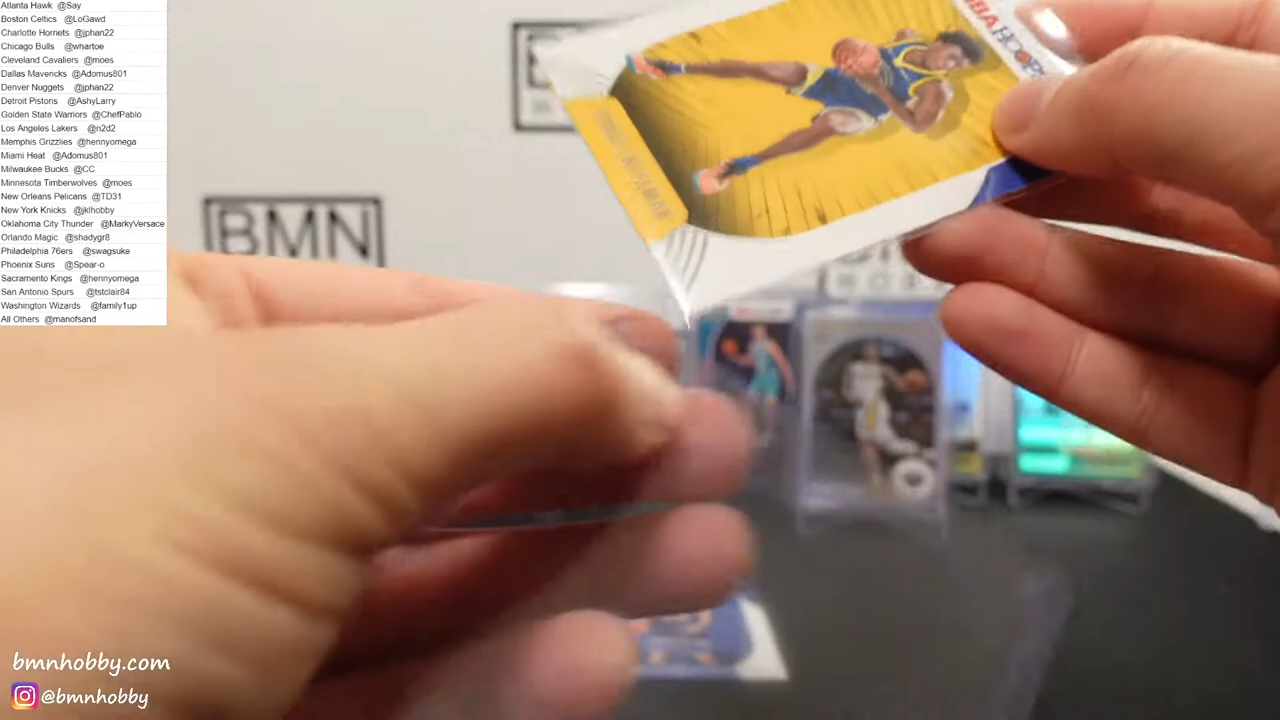 Atlanta Hawk @Say
Boston Celtics @LoGawd
Charlotte Hornets @jphan22
Chicago Bulls @whartoe
Cleveland Cavaliers @moes
Dallas Mavencks @Adomus801
Denver Nuggets @jphan22
Detroit Pistons @AshyLarry
Golden State Warriors @ChefPablo
Los Angeles Lakers @n2d2
Memphis Grizzlies @hennyomega
Miami Heat @Adomus801
Milwaukee Bucks @CC
Minnesota Timberwolves @moes
New Orleans Pelicans @TD31
New York Knicks @jklhobby
Oklahoma City Thunder @MarkyVersace
Orlando Magic @shadygr8
Philadelphia 76ers @swagsuke
Phoenix Suns @Spear-o
Sacramento Kings @hennyomega
San Antonio Spurs @tstclair84
Washington Wizards @family1up
All Others @manofsand
NBA HOOPS
BMN
bmnhobby.com
@bmnhobby